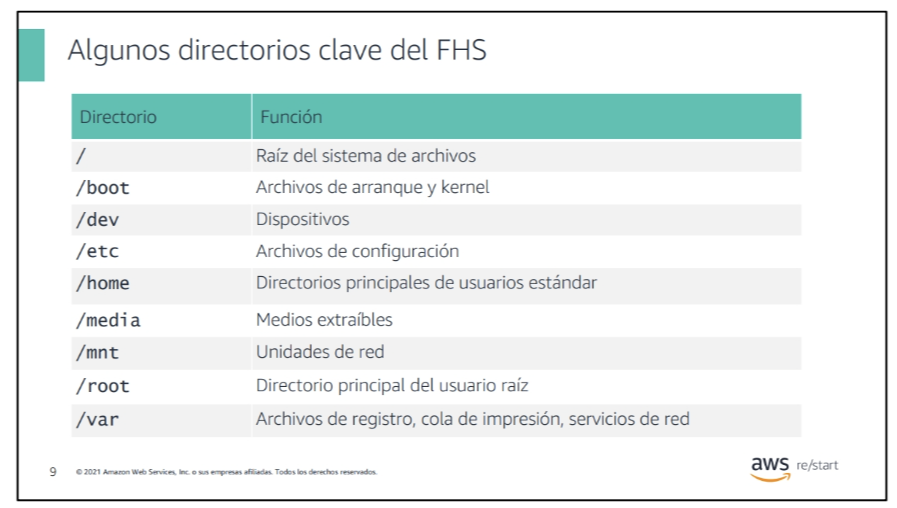 Algunos directorios clave del FHS
Directorio Función
/ Raíz del sistema de archivos
/boot Archivos de arranque y kernel
/dev Dispositivos
/etc Archivos de configuración
/home Directorios principales de usuarios estándar
/media Medios extraíbles
/mnt Unidades de red
/root Directorio principal del usuario raíz
/var Archivos de registro, cola de impresión, servicios de red
9 © 2021 Amazon Web Services, Inc. o sus empresas afiliadas. Todos los derechos reservados.
aws re/start